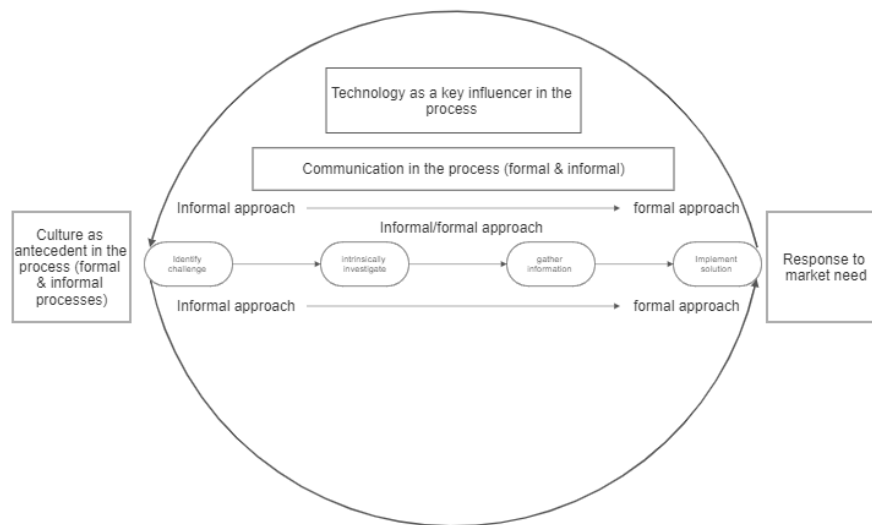 Technology as a key influencer in the
process
Communication in the process (formal & informal)
Informal approach
formal approach
Informal/formal approach
Culture as
antecedent in the
process (formal
& informal
processes)
Identify
challenge
Intrinsically
investigate
gather
information
Implement
solution
Response to
market need
Informal approach
formal approach